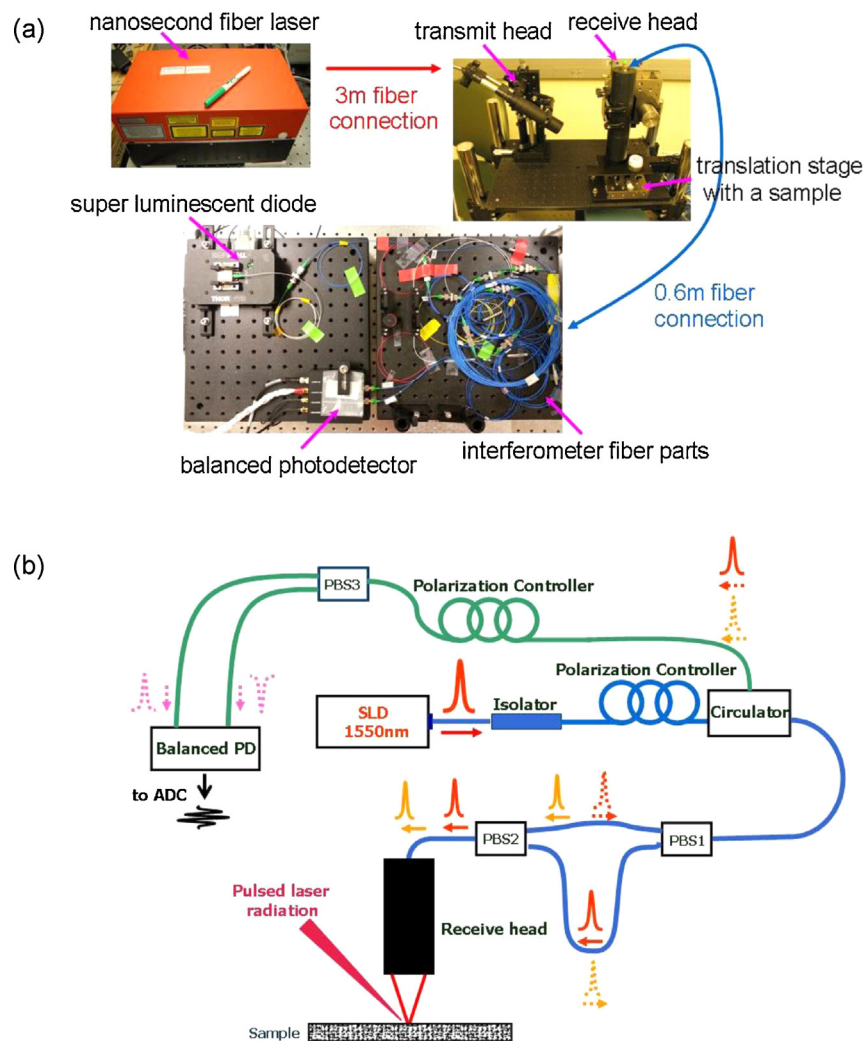 (a)
nanosecond fiber laser
transmit head
receive head
3m fiber
connection
translation stage
with a sample
super luminescent diode
0.6m fiber
connection
balanced photodetector
interferometer fiber parts
(b)
PBS3
Polarization Controller
Polarization Controller
SLD
1550nm
Isolator
Circulator
Balanced PD
to ADC
PBS2
PBS1
Pulsed laser
radiation
Receive head
Sample